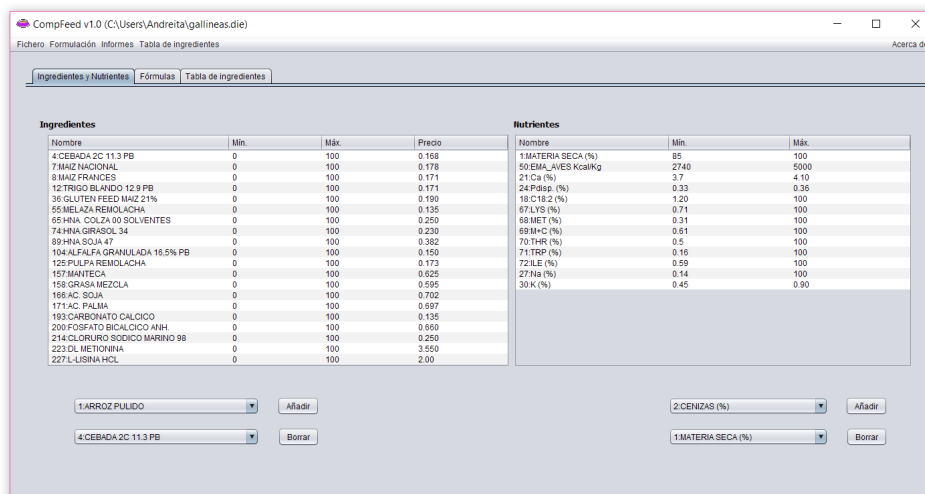 CompFeed v1.0 (C:\Users\Andreita\gallineas.die)
Fichero Formulación Informes Tabla de ingredientes Acerca de
Ingredientes y Nutrientes Fórmulas Tabla de ingredientes
Ingredientes
Nombre Mín. Máx. Precio
4:CEBADA 2C 11.3 PB 0 100 0.168
7:MAIZ NACIONAL 0 100 0.178
8:MAIZ FRANCES 0 100 0.171
12:TRIGO BLANDO 12.9 PB 0 100 0.171
36:GLUTEN FEED MAIZ 21% 0 100 0.190
55:MELAZA REMOLACHA 0 100 0.135
65:HNA. COLZA 00 SOLVENTES 0 100 0.250
74:HNA.GIRASOL 34 0 100 0.230
89:HNA.SOJA 47 0 100 0.382
104:ALFALFA GRANULADA 16,5% PB 0 100 0.150
125:PULPA REMOLACHA 0 100 0.173
157:MANTECA 0 100 0.625
158:GRASA MEZCLA 0 100 0.595
166:AC. SOJA 0 100 0.702
171:AC. PALMA 0 100 0.697
193:CARBONATO CALCICO 0 100 0.135
200:FOSFATO BICALCICO ANH. 0 100 0.660
214:CLORURO SODICO MARINO 98 0 100 0.250
223:DL METIONINA 0 100 3.550
227:L-LISINA HCL 0 100 2.00
1:ARROZ PULIDO Añadir
4:CEBADA 2C 11.3 PB Borrar
Nutrientes
Nombre Mín. Máx.
1:MATERIA SECA (%) 85 100
50:EMA_AVES Kcal/Kg 2740 5000
21:Ca (%) 3.7 4.10
24:Pdisp. (%) 0.33 0.36
18:C18:2 (%) 1.20 100
67:LYS (%) 0.71 100
68:MET (%) 0.31 100
69:M+C (%) 0.61 100
70:THR (%) 0.5 100
71:TRP (%) 0.16 100
72:ILE (%) 0.59 100
27:Na (%) 0.14 100
30:K (%) 0.45 0.90
2:CENIZAS (%) Añadir
1:MATERIA SECA (%) Borrar